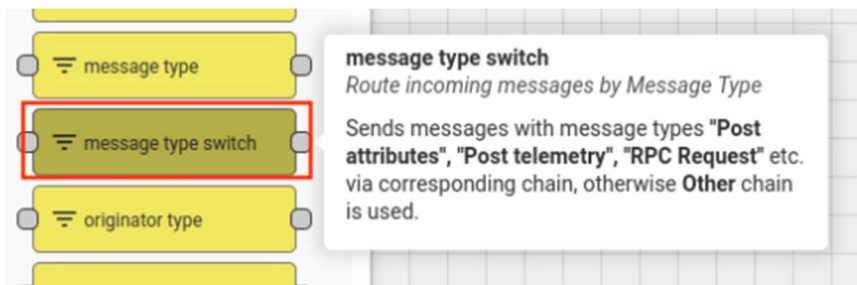 message type
message type switch
originator type
message type switch
Route incoming messages by Message Type
Sends messages with message types "Post
attributes", "Post telemetry", "RPC Request" etc.
via corresponding chain, otherwise Other chain
is used.